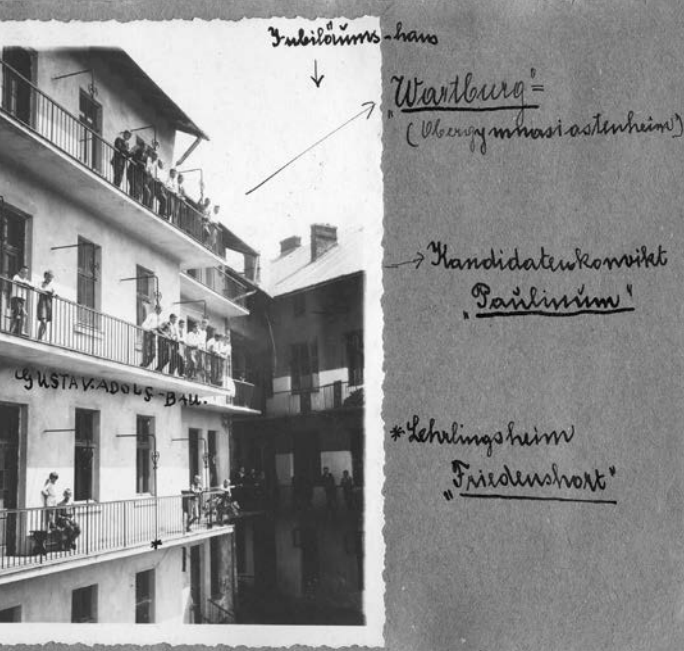 Jubiläums-haus
"Wartburg"=
(Obergymnasiastenheim)
Kandidatenkonvikt
"Paulinum"
GUSTAV-ADOLF-BAU.
*Lehrlingsheim
"Friedenshort"
*